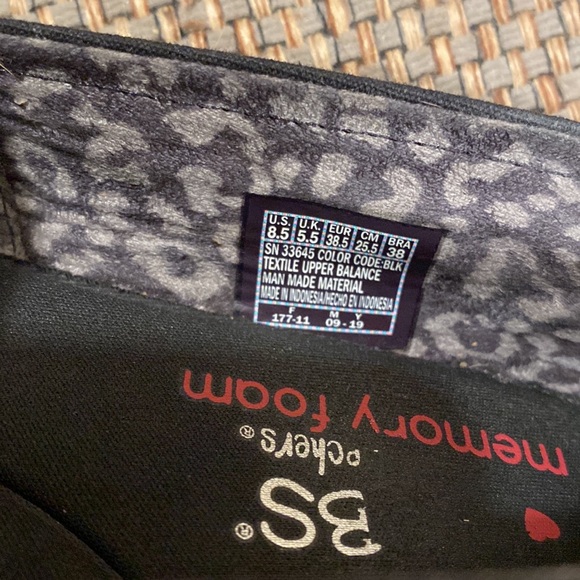 U.S. U.K. EUR CM BRA
8.5 5.5 38.5 25.5 38
SN 33645 COLOR CODE:BLK
TEXTILE UPPER BALANCE
MAN MADE MATERIAL
MADE IN INDONESIA/HECHO EN INDONESIA
F M Y
177-11 09-19
BS®
chers®
memory foam